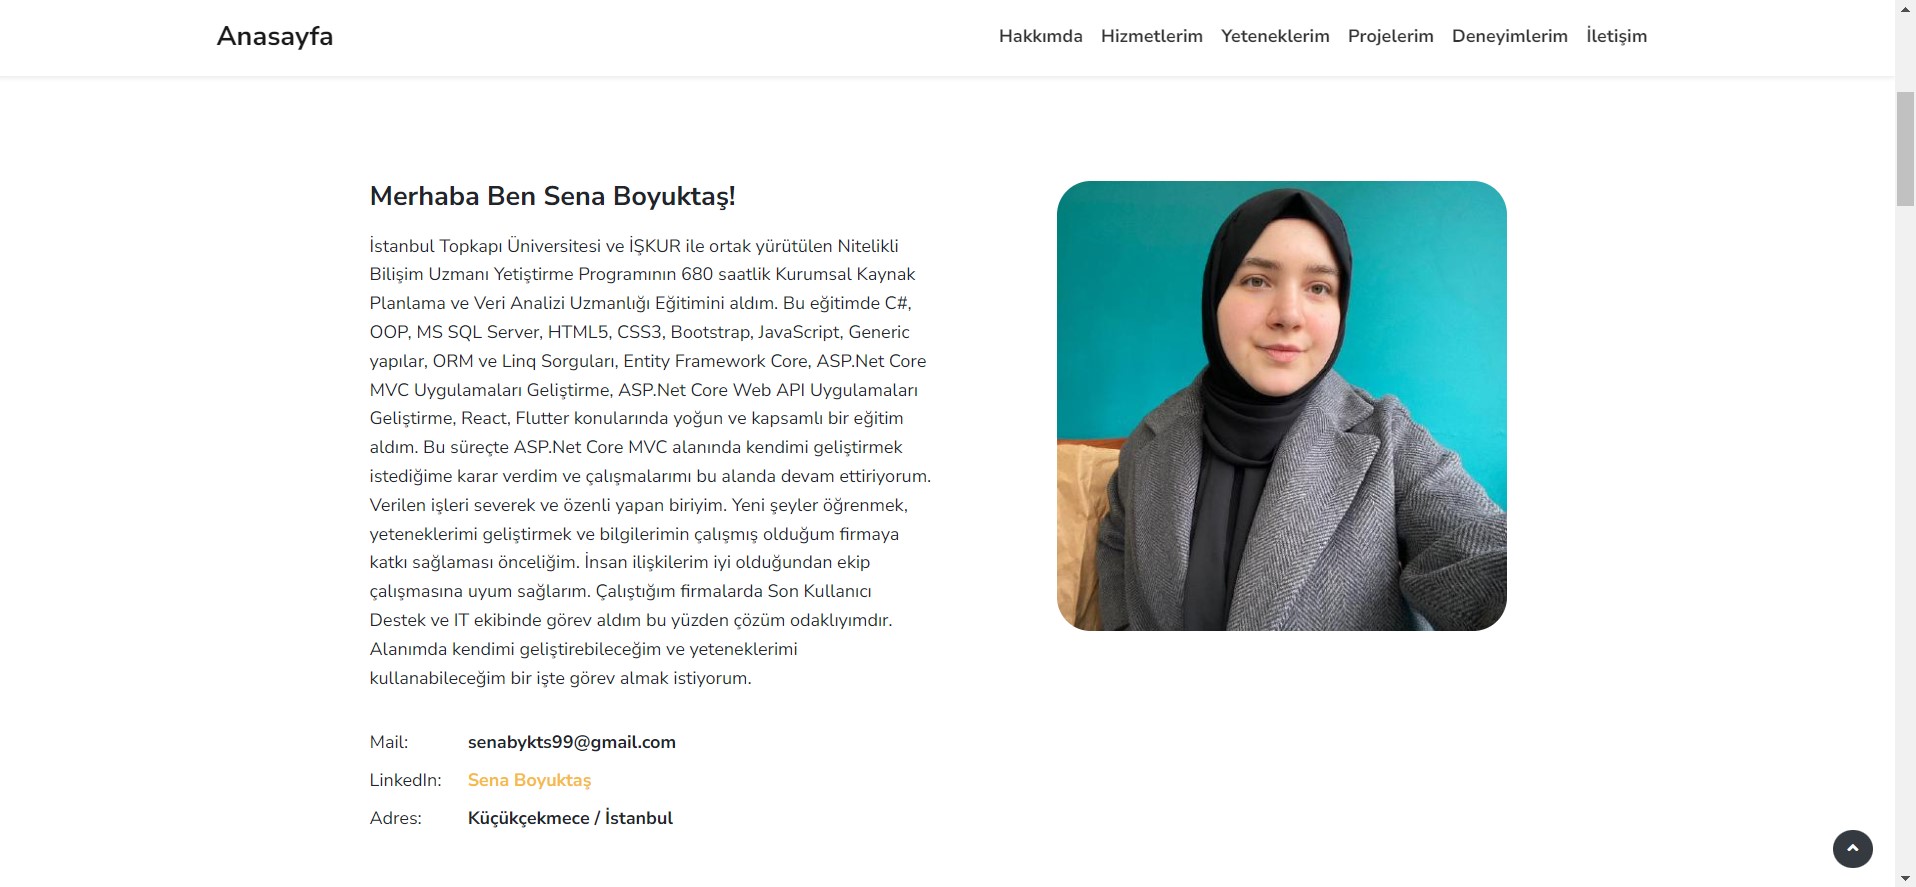 Anasayfa
Hakkımda Hizmetlerim Yeteneklerim Projelerim Deneyimlerim İletişim
Merhaba Ben Sena Boyuktaş!
İstanbul Topkapı Üniversitesi ve İŞKUR ile ortak yürütülen Nitelikli
Bilişim Uzmanı Yetiştirme Programının 680 saatlik Kurumsal Kaynak
Planlama ve Veri Analizi Uzmanlığı Eğitimini aldım. Bu eğitimde C#,
OOP, MS SQL Server, HTML5, CSS3, Bootstrap, JavaScript, Generic
yapılar, ORM ve Linq Sorguları, Entity Framework Core, ASP.Net Core
MVC Uygulamaları Geliştirme, ASP.Net Core Web API Uygulamaları
Geliştirme, React, Flutter konularında yoğun ve kapsamlı bir eğitim
aldım. Bu süreçte ASP.Net Core MVC alanında kendimi geliştirmek
istediğime karar verdim ve çalışmalarımı bu alanda devam ettiriyorum.
Verilen işleri severek ve özenli yapan biriyim. Yeni şeyler öğrenmek,
yeteneklerimi geliştirmek ve bilgilerimin çalışmış olduğum firmaya
katkı sağlaması önceliğim. İnsan ilişkilerim iyi olduğundan ekip
çalışmasına uyum sağlarım. Çalıştığım firmalarda Son Kullanıcı
Destek ve IT ekibinde görev aldım bu yüzden çözüm odaklıyımdır.
Alanımda kendimi geliştirebileceğim ve yeteneklerimi
kullanabileceğim bir işte görev almak istiyorum.
Mail: senabykts99@gmail.com
LinkedIn: Sena Boyuktaş
Adres: Küçükçekmece / İstanbul